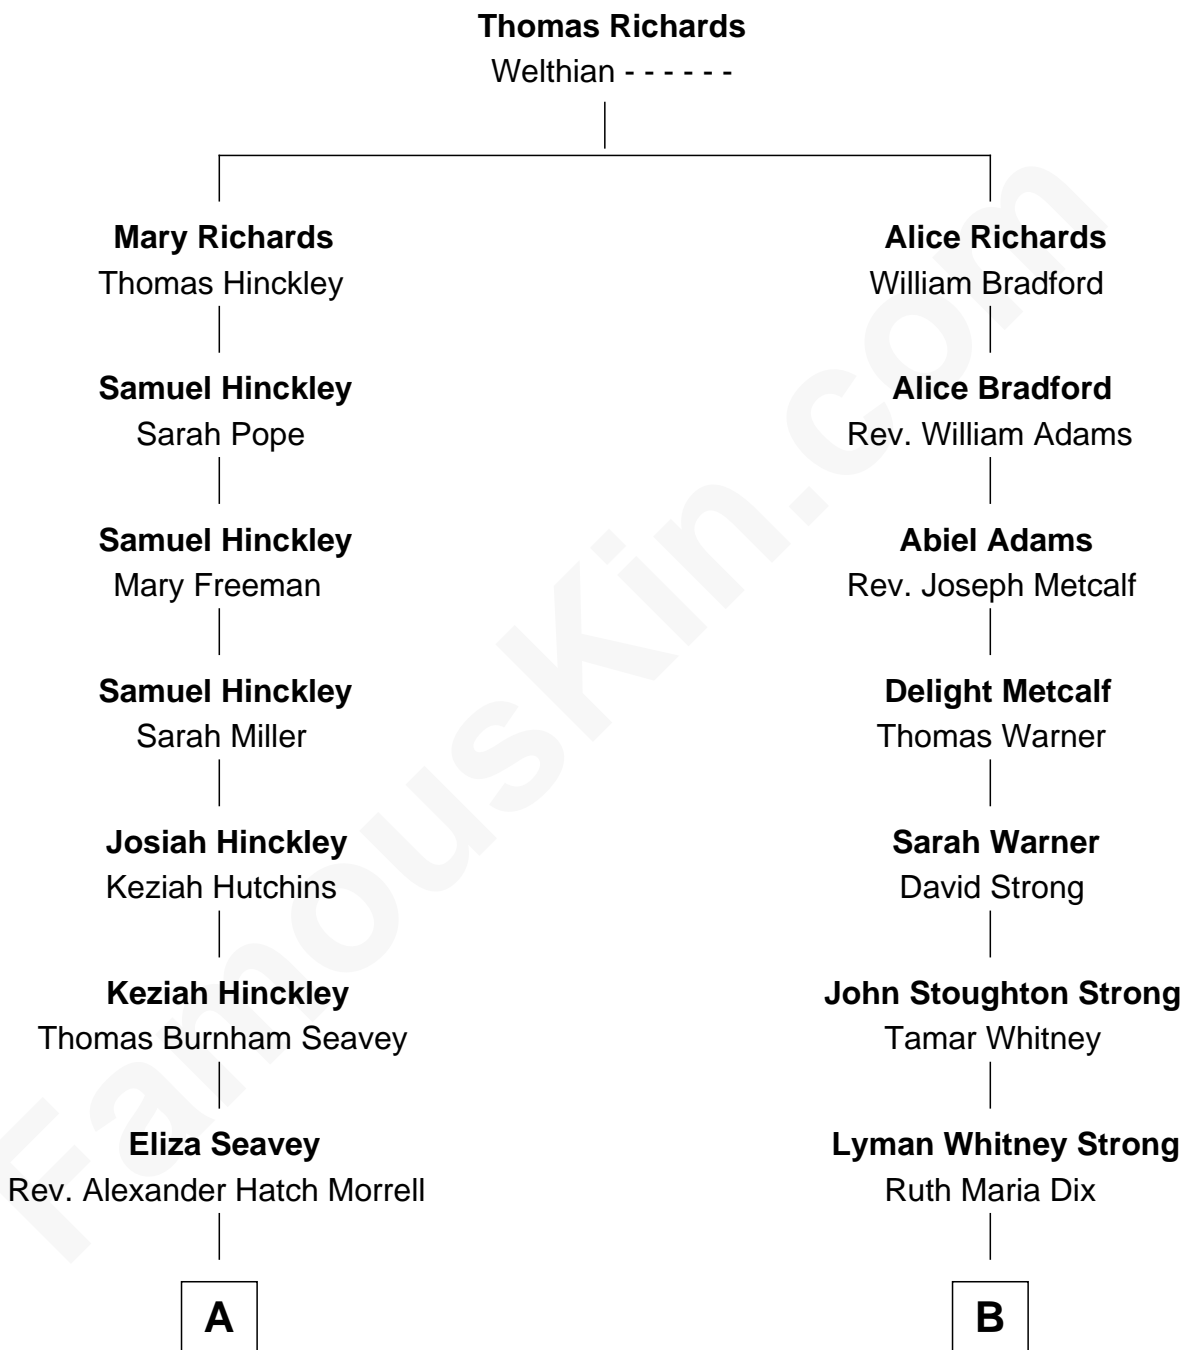 Thomas Richards
Welthian - - - - - -
Mary Richards
Thomas Hinckley
Alice Richards
William Bradford
Samuel Hinckley
Sarah Pope
Alice Bradford
Rev. William Adams
Samuel Hinckley
Mary Freeman
Abiel Adams
Rev. Joseph Metcalf
Samuel Hinckley
Sarah Miller
Delight Metcalf
Thomas Warner
Josiah Hinckley
Keziah Hutchins
Sarah Warner
David Strong
Keziah Hinckley
Thomas Burnham Seavey
John Stoughton Strong
Tamar Whitney
Eliza Seavey
Rev. Alexander Hatch Morrell
Lyman Whitney Strong
Ruth Maria Dix
A
B
FamousKin.com